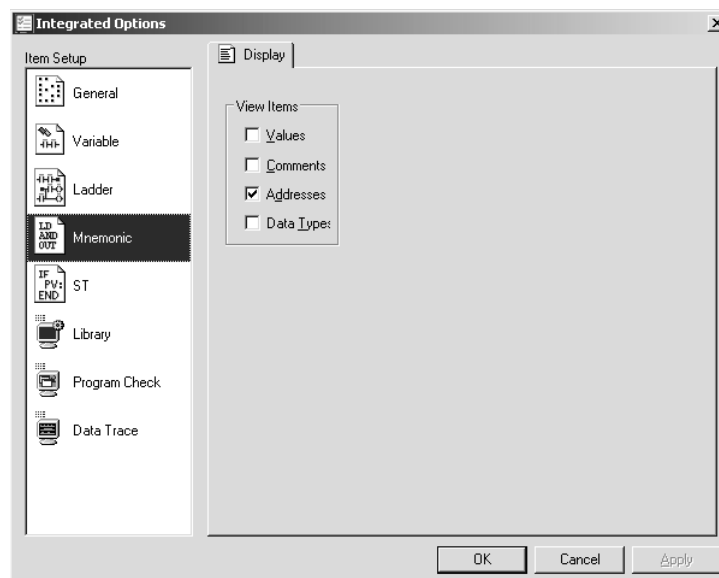 Integrated Options
Item Setup
General
Variable
Ladder
LD
AND
OUT
Mnemonic
IF
PV:
END
ST
Library
Program Check
Data Trace
Display
View Items
Values
Comments
Addresses
Data Types
OK
Cancel
Apply